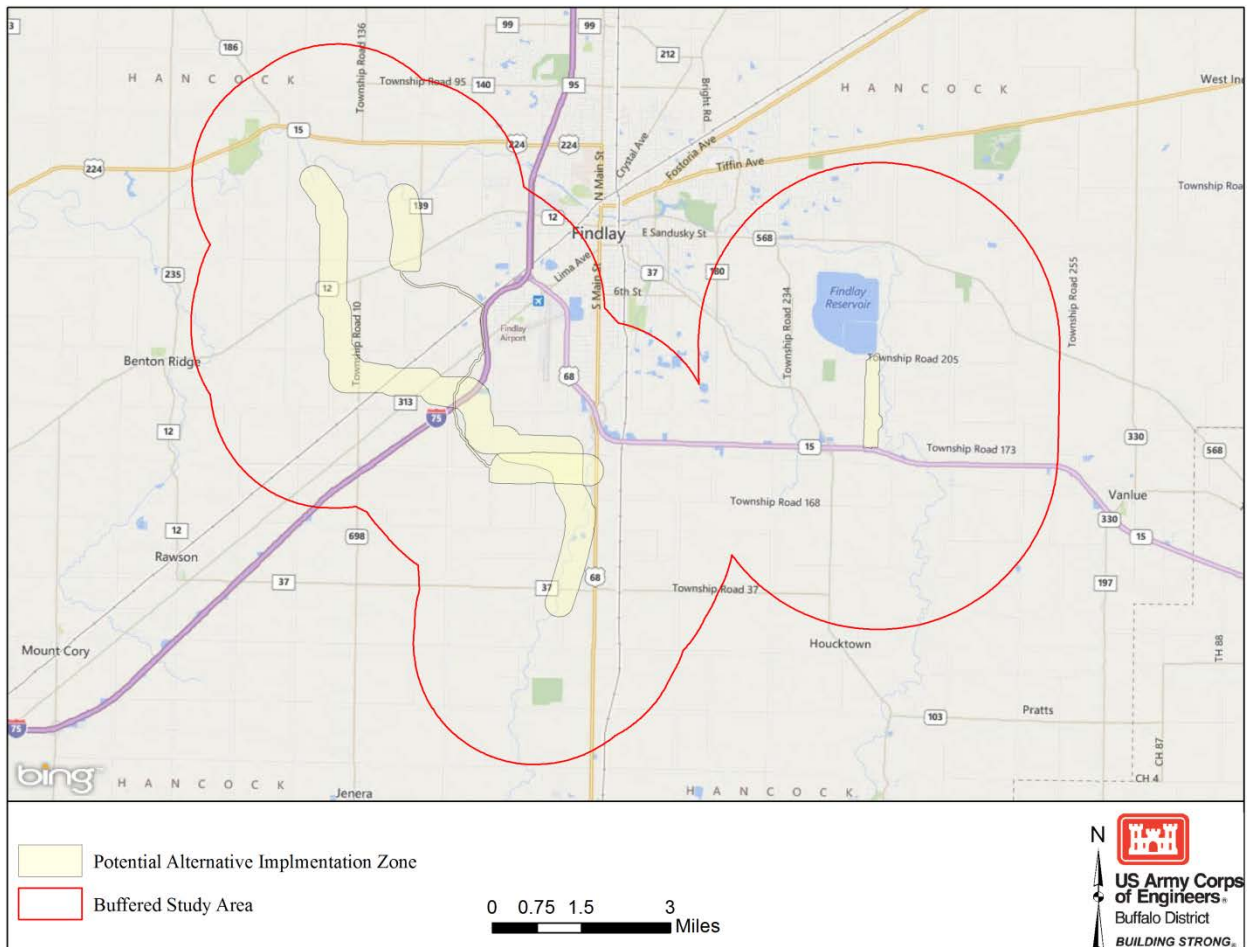 99
99
3
186
Township Road 136
212
HANCOCK
Township Road 95
140
95
Bright Rd
HANCOCK
West In
15
224
224
224
Crystal Ave
Fostoria Ave
Tiffin Ave
N Main St
Township Roa
139
12
Findlay
E Sandusky St
568
235
Lima Ave
37
180
Township Road 255
12
Township Road 10
S Main St
6th St
Findlay
Reservoir
Township Road 234
Findlay
Airport
Benton Ridge
Township Road 205
68
313
75
12
15
Township Road 173
330
568
Township Road 168
Vanlue
12
698
330
15
Rawson
37
37
68
Township Road 37
197
Mount Cory
Houcktown
TH 88
75
103
Pratts
CH 87
bing
HANCOCK
Jenera
HANCOCK
CH 4
Potential Alternative Implmentation Zone
Buffered Study Area
0 0.75 1.5 3
Miles
N
US Army Corps
of Engineers®
Buffalo District
BUILDING STRONG®